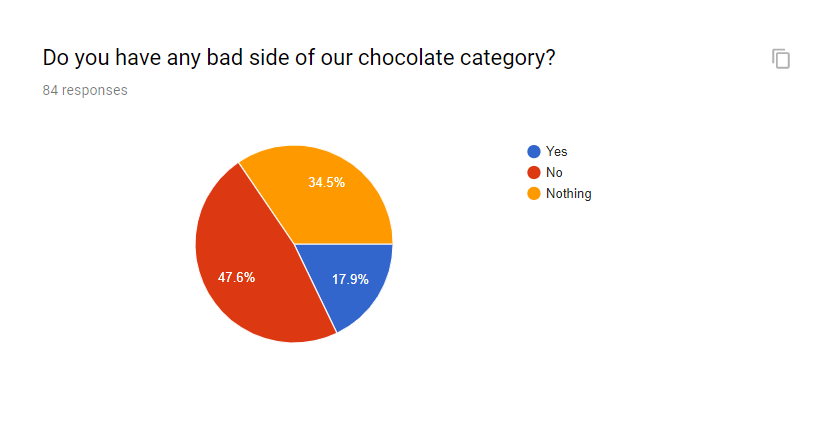 Do you have any bad side of our chocolate category?
84 responses
34.5%
47.6%
17.9%
Yes
No
Nothing